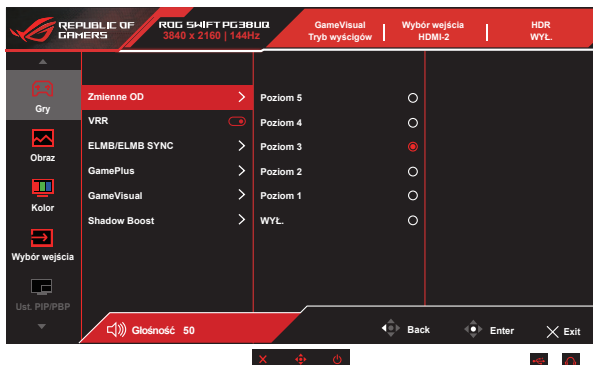 REPUBLIC OF
GAMERS
ROG SWIFT PG38UQ
3840 x 2160 | 144Hz
GameVisual
Tryb wyścigów
Wybór wejścia
HDMI-2
HDR
WYŁ.
Gry
Obraz
Kolor
Wybór wejścia
Ust. PIP/PBP
Zmienne OD
VRR
ELMB/ELMB SYNC
GamePlus
GameVisual
Shadow Boost
Poziom 5
Poziom 4
Poziom 3
Poziom 2
Poziom 1
WYŁ.
Głośność 50
Back
Enter
Exit